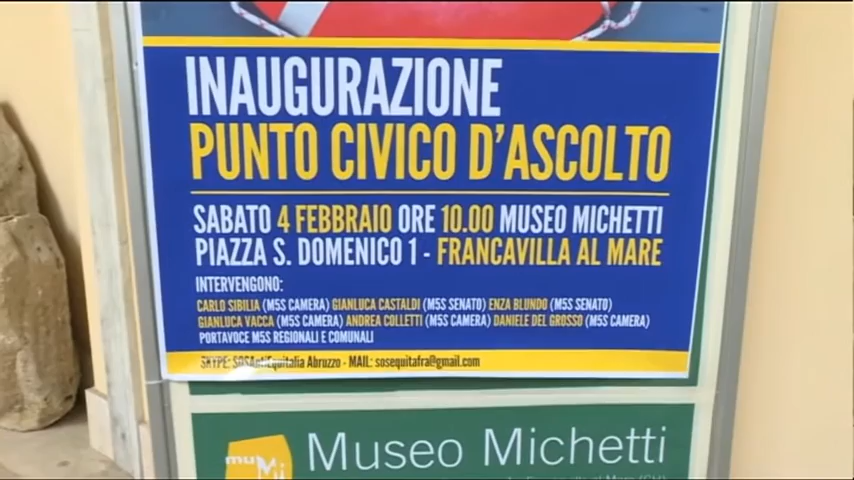 INAUGURAZIONE
PUNTO CIVICO D'ASCOLTO
SABATO 4 FEBBRAIO ORE 10.00 MUSEO MICHETTI
PIAZZA S. DOMENICO 1 - FRANCAVILLA AL MARE
INTERVENGONO:
CARLO SIBILIA (M5S CAMERA) GIANLUCA CASTALDI (M5S SENATO) ENZA BLUNDO (M5S SENATO)
GIANLUCA VACCA (M5S CAMERA) ANDREA COLLETTI (M5S CAMERA) DANIELE DEL GROSSO (M5S CAMERA)
PORTAVOCE M5S REGIONALI E COMUNALI
SKYPE: SOSAntiEquitalia Abruzzo - MAIL: sosequitafra@gmail.com
muMi
Museo Michetti